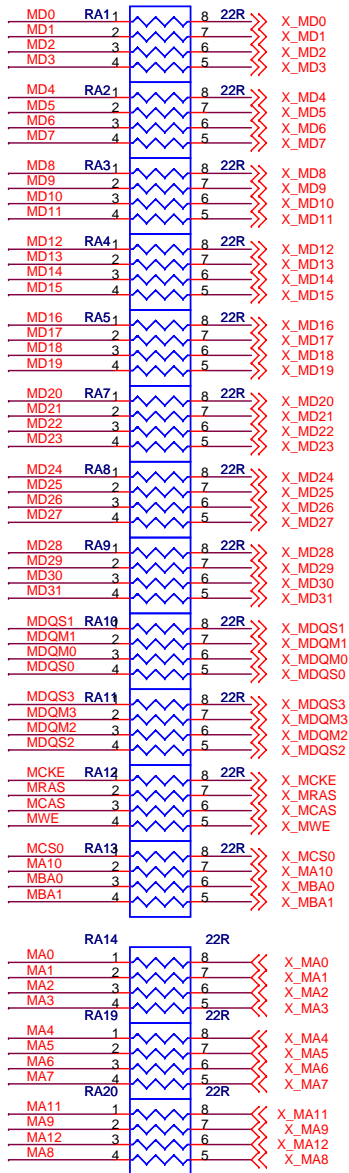 MD0 RA1 1 8 22R X_MD0
MD1 2 7 X_MD1
MD2 3 6 X_MD2
MD3 4 5 X_MD3
MD4 RA2 1 8 22R X_MD4
MD5 2 7 X_MD5
MD6 3 6 X_MD6
MD7 4 5 X_MD7
MD8 RA3 1 8 22R X_MD8
MD9 2 7 X_MD9
MD10 3 6 X_MD10
MD11 4 5 X_MD11
MD12 RA4 1 8 22R X_MD12
MD13 2 7 X_MD13
MD14 3 6 X_MD14
MD15 4 5 X_MD15
MD16 RA5 1 8 22R X_MD16
MD17 2 7 X_MD17
MD18 3 6 X_MD18
MD19 4 5 X_MD19
MD20 RA7 1 8 22R X_MD20
MD21 2 7 X_MD21
MD22 3 6 X_MD22
MD23 4 5 X_MD23
MD24 RA8 1 8 22R X_MD24
MD25 2 7 X_MD25
MD26 3 6 X_MD26
MD27 4 5 X_MD27
MD28 RA9 1 8 22R X_MD28
MD29 2 7 X_MD29
MD30 3 6 X_MD30
MD31 4 5 X_MD31
MDQS1 RA10 1 8 22R X_MDQS1
MDQM1 2 7 X_MDQM1
MDQM0 3 6 X_MDQM0
MDQS0 4 5 X_MDQS0
MDQS3 RA11 1 8 22R X_MDQS3
MDQM3 2 7 X_MDQM3
MDQM2 3 6 X_MDQM2
MDQS2 4 5 X_MDQS2
MCKE RA12 1 8 22R X_MCKE
MRAS 2 7 X_MRAS
MCAS 3 6 X_MCAS
MWE 4 5 X_MWE
MCS0 RA13 1 8 22R X_MCS0
MA10 2 7 X_MA10
MBA0 3 6 X_MBA0
MBA1 4 5 X_MBA1
RA14 22R
MA0 1 8 X_MA0
MA1 2 7 X_MA1
MA2 3 6 X_MA2
MA3 4 5 X_MA3
RA19 22R
MA4 1 8 X_MA4
MA5 2 7 X_MA5
MA6 3 6 X_MA6
MA7 4 5 X_MA7
RA20 22R
MA11 1 8 X_MA11
MA9 2 7 X_MA9
MA12 3 6 X_MA12
MA8 4 5 X_MA8